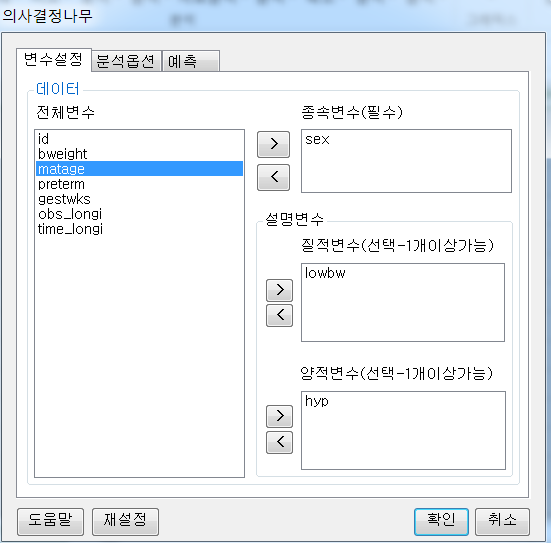 의사결정나무
변수설정 분석옵션 예측
데이터
전체변수
id
bweight
matage
preterm
gestwks
obs_longi
time_longi
>
<
종속변수(필수)
sex
설명변수
질적변수(선택-1개이상가능)
>
<
lowbw
양적변수(선택-1개이상가능)
>
<
hyp
도움말 재설정 확인 취소